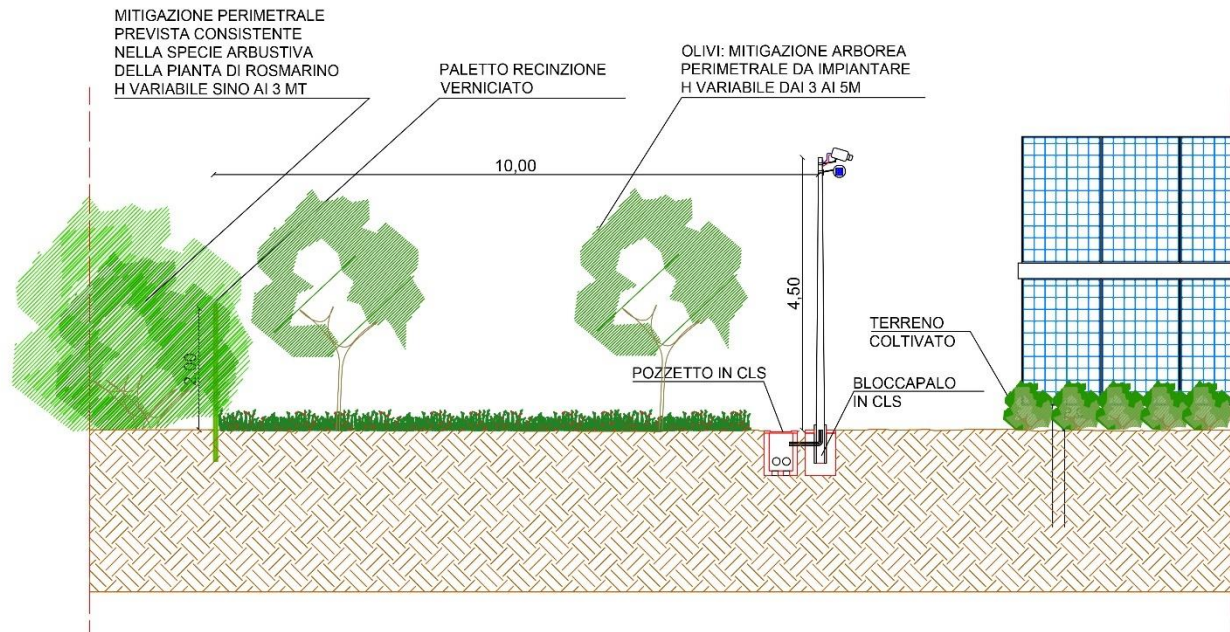 MITIGAZIONE PERIMETRALE
PREVISTA CONSISTENTE
NELLA SPECIE ARBUSTIVA
DELLA PIANTA DI ROSMARINO
H VARIABILE SINO AI 3 MT
PALETTO RECINZIONE
VERNICIATO
OLIVI: MITIGAZIONE ARBOREA
PERIMETRALE DA IMPIANTARE
H VARIABILE DAI 3 AI 5M
10,00
4,50
2,00
TERRENO
COLTIVATO
POZZETTO IN CLS
BLOCCAPALO
IN CLS